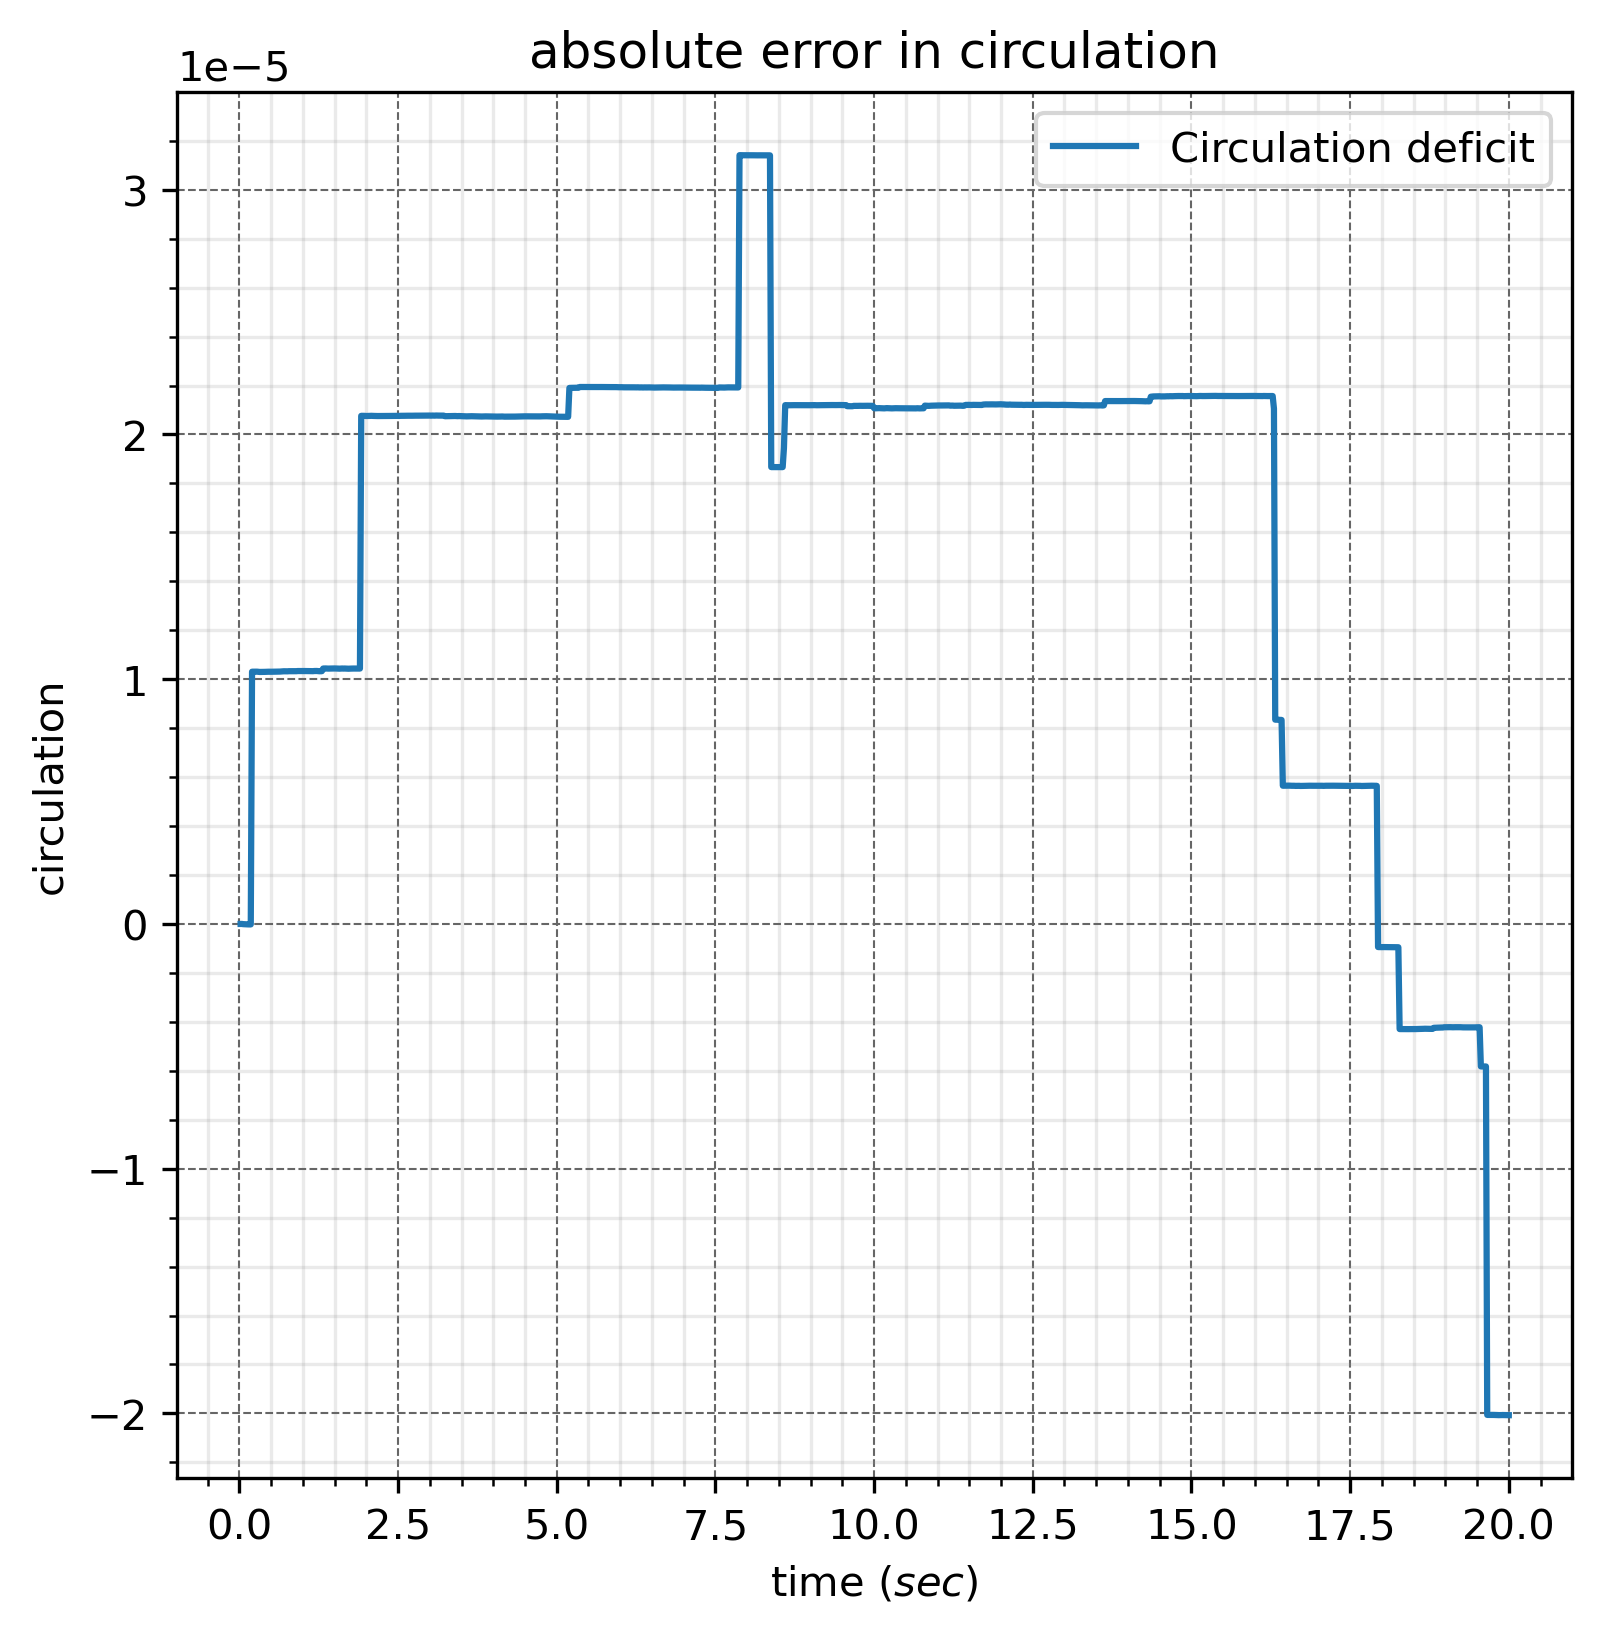 absolute error in circulation
1e−5
Circulation deficit
3
2
1
0
−1
−2
circulation
0.0 2.5 5.0 7.5 10.0 12.5 15.0 17.5 20.0
time (sec)